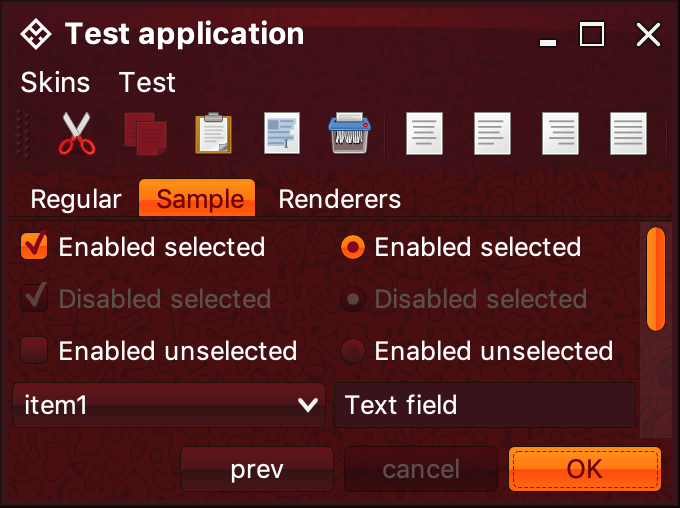 Test application
Skins Test
Regular Sample Renderers
Enabled selected Enabled selected
Disabled selected Disabled selected
Enabled unselected Enabled unselected
item1 Text field
prev cancel OK